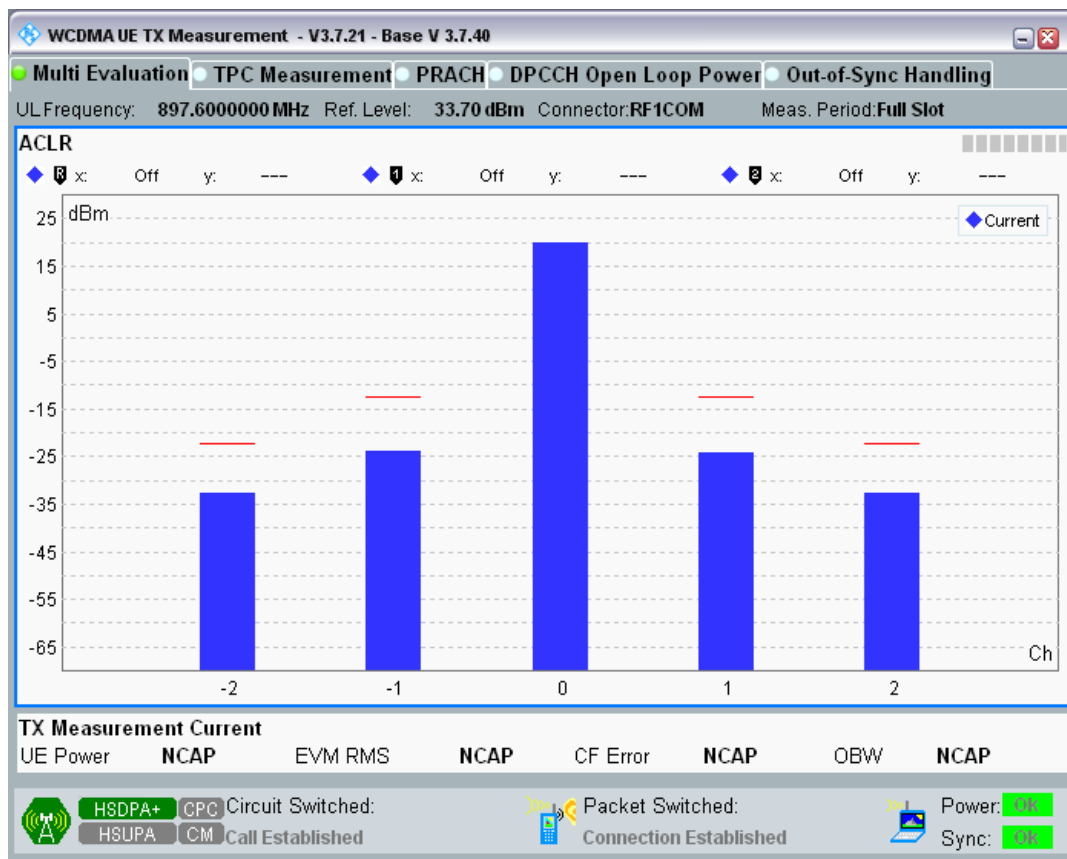 WCDMA UE TX Measurement - V3.7.21 - Base V 3.7.40
Multi Evaluation TPC Measurement PRACH DPCCH Open Loop Power Out-of-Sync Handling
UL Frequency: 897.6000000 MHz Ref. Level: 33.70 dBm Connector:RF1COM Meas. Period:Full Slot
ACLR
R x: Off y: --- 1 x: Off y: --- 2 x: Off y: ---
dBm
Current
25
15
5
-5
-15
-25
-35
-45
-55
-65
Ch
-2 -1 0 1 2
TX Measurement Current
UE Power NCAP EVM RMS NCAP CF Error NCAP OBW NCAP
HSDPA+ CPC Circuit Switched: Packet Switched: Power: Ok
HSUPA CM Call Established Connection Established Sync: Ok